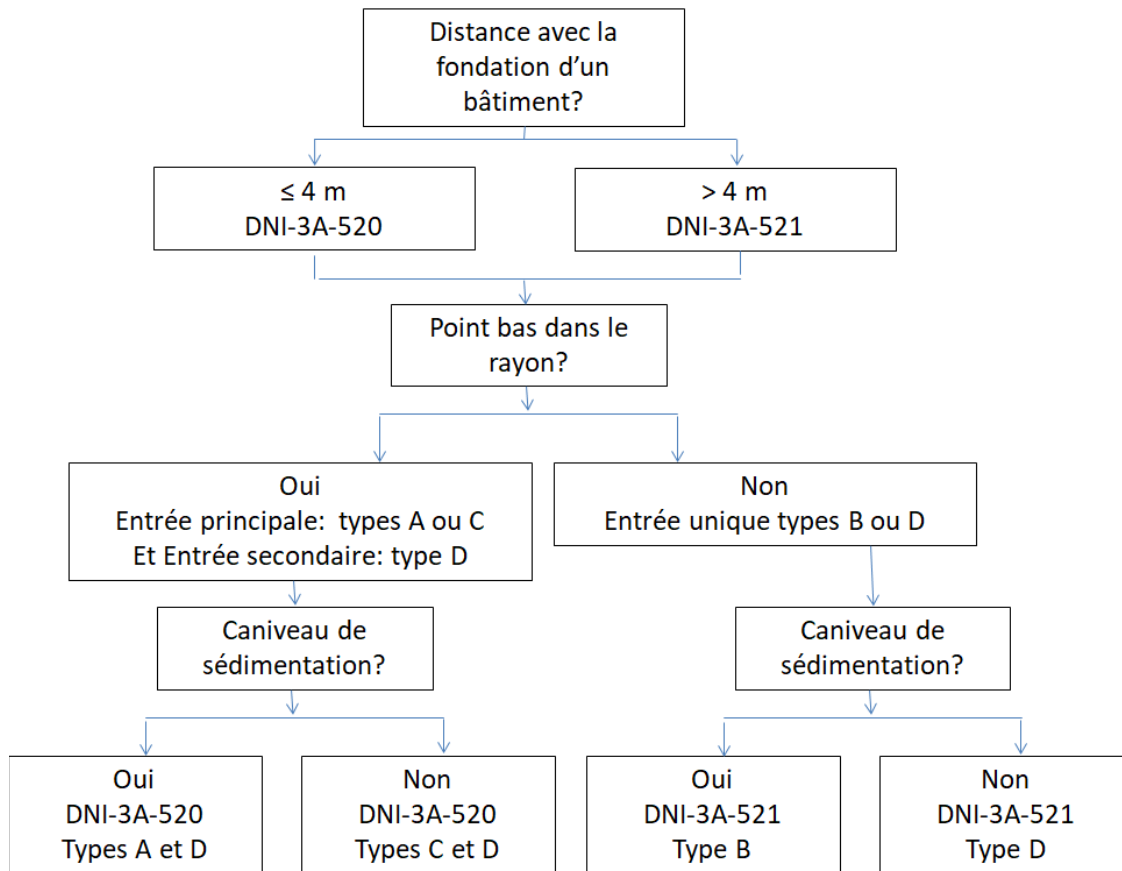 Distance avec la
fondation d’un
bâtiment?
≤ 4 m
DNI-3A-520
> 4 m
DNI-3A-521
Point bas dans le
rayon?
Oui
Entrée principale:  types A ou C
Et Entrée secondaire: type D
Non
Entrée unique types B ou D
Caniveau de
sédimentation?
Caniveau de
sédimentation?
Oui
DNI-3A-520
Types A et D
Non
DNI-3A-520
Types C et D
Oui
DNI-3A-521
Type B
Non
DNI-3A-521
Type D